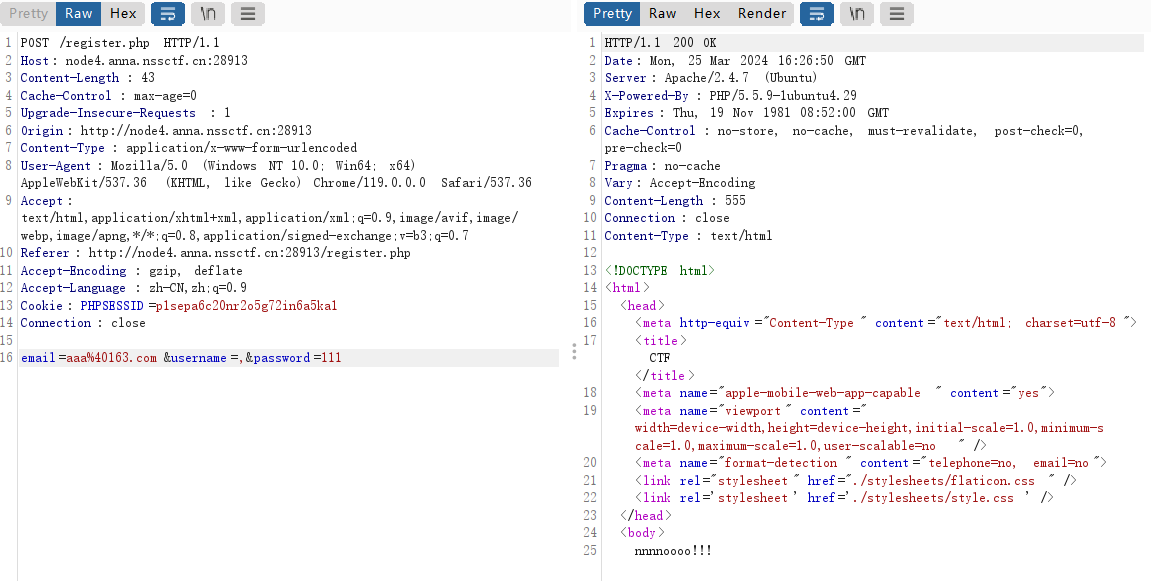 Pretty Raw Hex \n
1 POST /register.php HTTP/1.1
2 Host: node4.anna.nssctf.cn:28913
3 Content-Length : 43
4 Cache-Control : max-age=0
5 Upgrade-Insecure-Requests : 1
6 Origin : http://node4.anna.nssctf.cn:28913
7 Content-Type : application/x-www-form-urlencoded
8 User-Agent : Mozilla/5.0 (Windows NT 10.0; Win64; x64)
AppleWebKit/537.36 (KHTML, like Gecko) Chrome/119.0.0.0 Safari/537.36
9 Accept :
text/html,application/xhtml+xml,application/xml;q=0.9,image/avif,image/
webp,image/apng,*/*;q=0.8,application/signed-exchange;v=b3;q=0.7
10 Referer : http://node4.anna.nssctf.cn:28913/register.php
11 Accept-Encoding : gzip, deflate
12 Accept-Language : zh-CN,zh;q=0.9
13 Cookie : PHPSESSID =p1sepa6c20nr2o5g72in6a5ka1
14 Connection : close
15
16 email =aaa%40163.com &username =,&password =111
Pretty Raw Hex Render \n
1 HTTP/1.1 200 OK
2 Date : Mon, 25 Mar 2024 16:26:50 GMT
3 Server : Apache/2.4.7 (Ubuntu)
4 X-Powered-By : PHP/5.5.9-1ubuntu4.29
5 Expires : Thu, 19 Nov 1981 08:52:00 GMT
6 Cache-Control : no-store, no-cache, must-revalidate, post-check=0,
pre-check=0
7 Pragma : no-cache
8 Vary : Accept-Encoding
9 Content-Length : 555
10 Connection : close
11 Content-Type : text/html
12
13 <!DOCTYPE html>
14 <html>
15 <head>
16 <meta http-equiv ="Content-Type " content ="text/html; charset=utf-8 ">
17 <title>
CTF
</title>
18 <meta name="apple-mobile-web-app-capable " content ="yes">
19 <meta name="viewport " content ="
width=device-width,height=device-height,initial-scale=1.0,minimum-s
cale=1.0,maximum-scale=1.0,user-scalable=no " />
20 <meta name="format-detection " content ="telephone=no, email=no ">
21 <link rel="stylesheet " href="./stylesheets/flaticon.css " />
22 <link rel='stylesheet ' href='./stylesheets/style.css ' />
23 </head>
24 <body>
25 nnnnoooo!!!